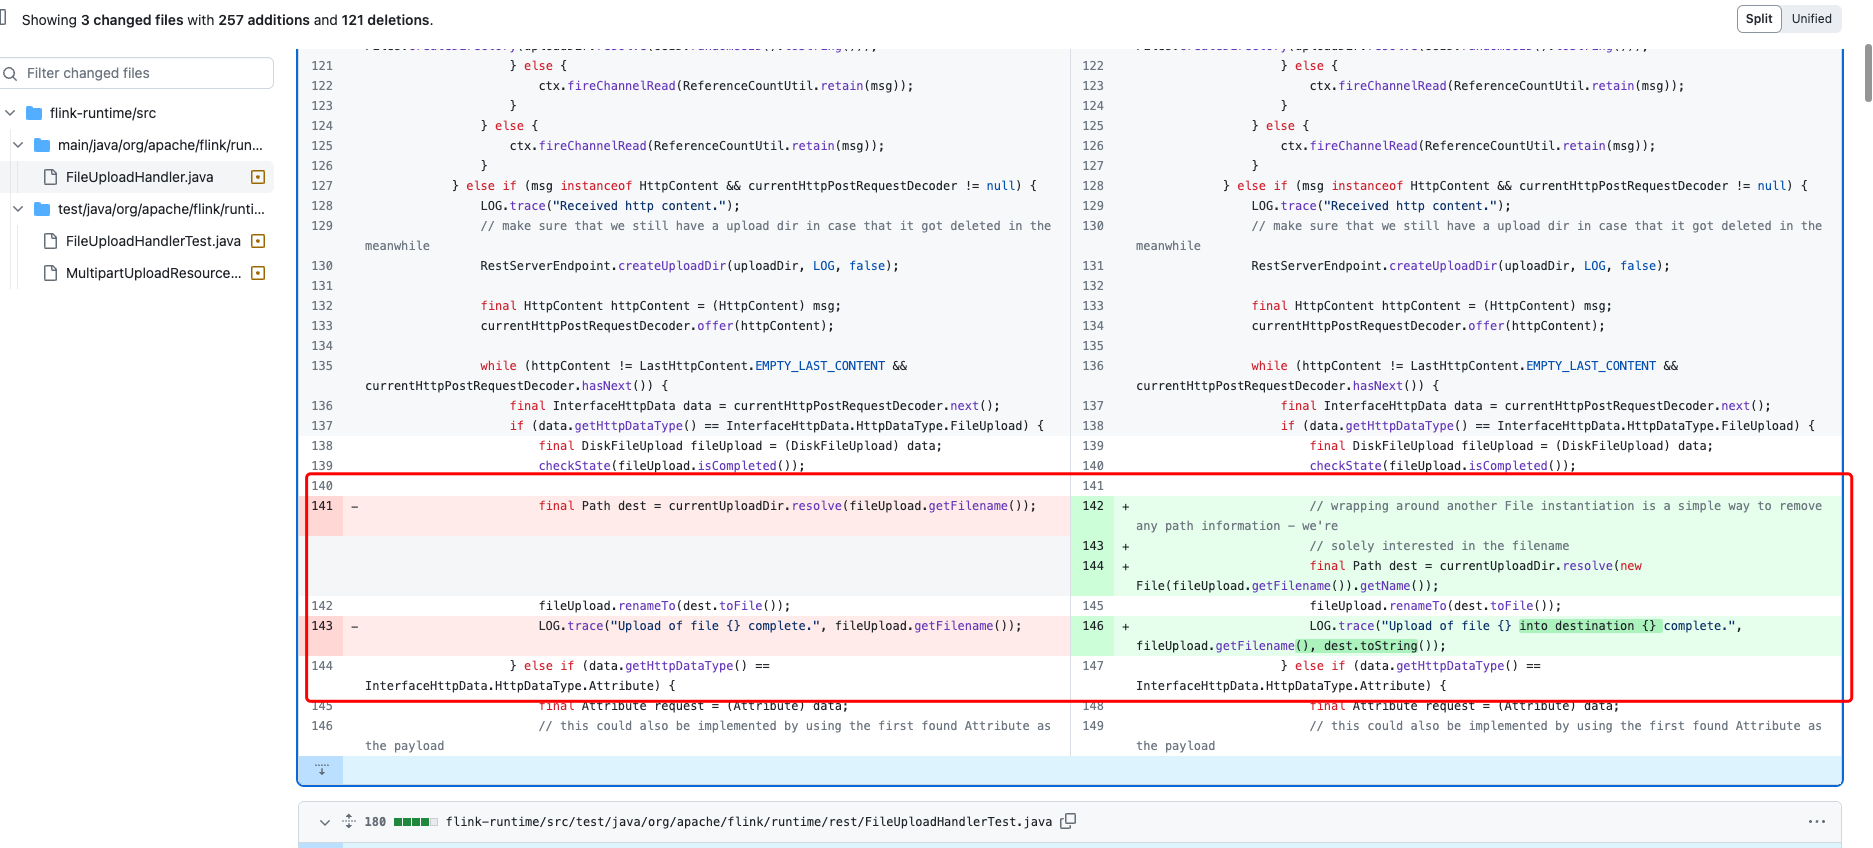 Showing 3 changed files with 257 additions and 121 deletions.
Split Unified
Filter changed files
flink-runtime/src
main/java/org/apache/flink/run...
FileUploadHandler.java
test/java/org/apache/flink/runti...
FileUploadHandlerTest.java
MultipartUploadResource...
121 } else {
122 ctx.fireChannelRead(ReferenceCountUtil.retain(msg));
123 }
124 } else {
125 ctx.fireChannelRead(ReferenceCountUtil.retain(msg));
126 }
127 } else if (msg instanceof HttpContent && currentHttpPostRequestDecoder != null) {
128 LOG.trace("Received http content.");
129 // make sure that we still have a upload dir in case that it got deleted in the
meanwhile
130 RestServerEndpoint.createUploadDir(uploadDir, LOG, false);
131
132 final HttpContent httpContent = (HttpContent) msg;
133 currentHttpPostRequestDecoder.offer(httpContent);
134
135 while (httpContent != LastHttpContent.EMPTY_LAST_CONTENT &&
currentHttpPostRequestDecoder.hasNext()) {
136 final InterfaceHttpData data = currentHttpPostRequestDecoder.next();
137 if (data.getHttpDataType() == InterfaceHttpData.HttpDataType.FileUpload) {
138 final DiskFileUpload fileUpload = (DiskFileUpload) data;
139 checkState(fileUpload.isCompleted());
140
141 - final Path dest = currentUploadDir.resolve(fileUpload.getFilename());
142 fileUpload.renameTo(dest.toFile());
143 - LOG.trace("Upload of file {} complete.", fileUpload.getFilename());
144 } else if (data.getHttpDataType() ==
InterfaceHttpData.HttpDataType.Attribute) {
145 final Attribute request = (Attribute) data;
146 // this could also be implemented by using the first found Attribute as
the payload
122 } else {
123 ctx.fireChannelRead(ReferenceCountUtil.retain(msg));
124 }
125 } else {
126 ctx.fireChannelRead(ReferenceCountUtil.retain(msg));
127 }
128 } else if (msg instanceof HttpContent && currentHttpPostRequestDecoder != null) {
129 LOG.trace("Received http content.");
130 // make sure that we still have a upload dir in case that it got deleted in the
meanwhile
131 RestServerEndpoint.createUploadDir(uploadDir, LOG, false);
132
133 final HttpContent httpContent = (HttpContent) msg;
134 currentHttpPostRequestDecoder.offer(httpContent);
135
136 while (httpContent != LastHttpContent.EMPTY_LAST_CONTENT &&
currentHttpPostRequestDecoder.hasNext()) {
137 final InterfaceHttpData data = currentHttpPostRequestDecoder.next();
138 if (data.getHttpDataType() == InterfaceHttpData.HttpDataType.FileUpload) {
139 final DiskFileUpload fileUpload = (DiskFileUpload) data;
140 checkState(fileUpload.isCompleted());
141
142 + // wrapping around another File instantiation is a simple way to remove
any path information - we're
143 + // solely interested in the filename
144 + final Path dest = currentUploadDir.resolve(new
File(fileUpload.getFilename()).getName());
145 fileUpload.renameTo(dest.toFile());
146 + LOG.trace("Upload of file {} into destination {} complete.",
fileUpload.getFilename(), dest.toString());
147 } else if (data.getHttpDataType() ==
InterfaceHttpData.HttpDataType.Attribute) {
148 final Attribute request = (Attribute) data;
149 // this could also be implemented by using the first found Attribute as
the payload
180 flink-runtime/src/test/java/org/apache/flink/runtime/rest/FileUploadHandlerTest.java